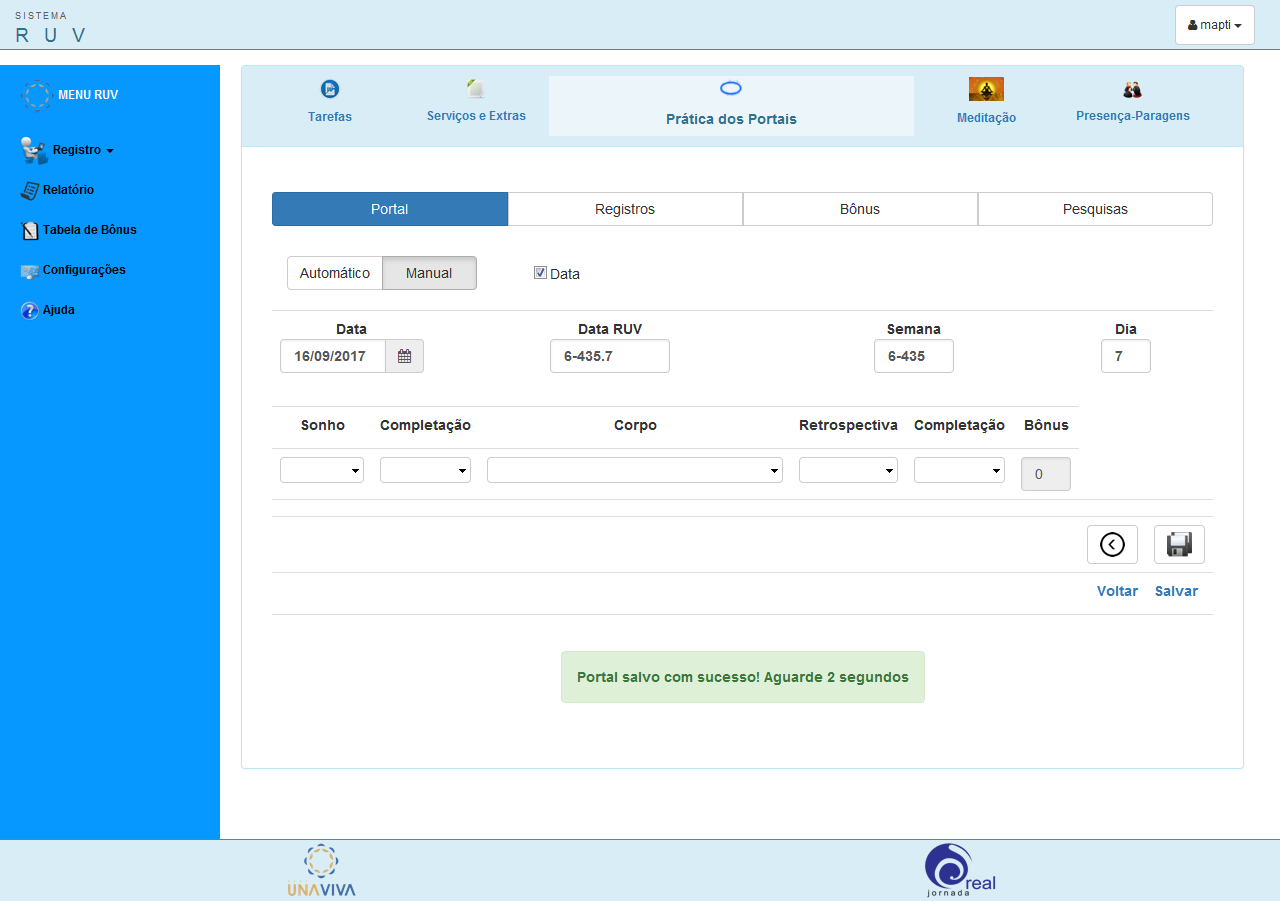 SISTEMA
R U V
mapti
MENU RUV
Registro
Relatório
Tabela de Bônus
Configurações
Ajuda
Tarefas
Serviços e Extras
Prática dos Portais
Meditação
Presença-Paragens
Portal Registros Bônus Pesquisas
Automático Manual Data
Data Data RUV Semana Dia
16/09/2017 6-435.7 6-435 7
Sonho Completação Corpo Retrospectiva Completação Bônus
0
Voltar Salvar
Portal salvo com sucesso! Aguarde 2 segundos
UNAVIVA
real
jornada